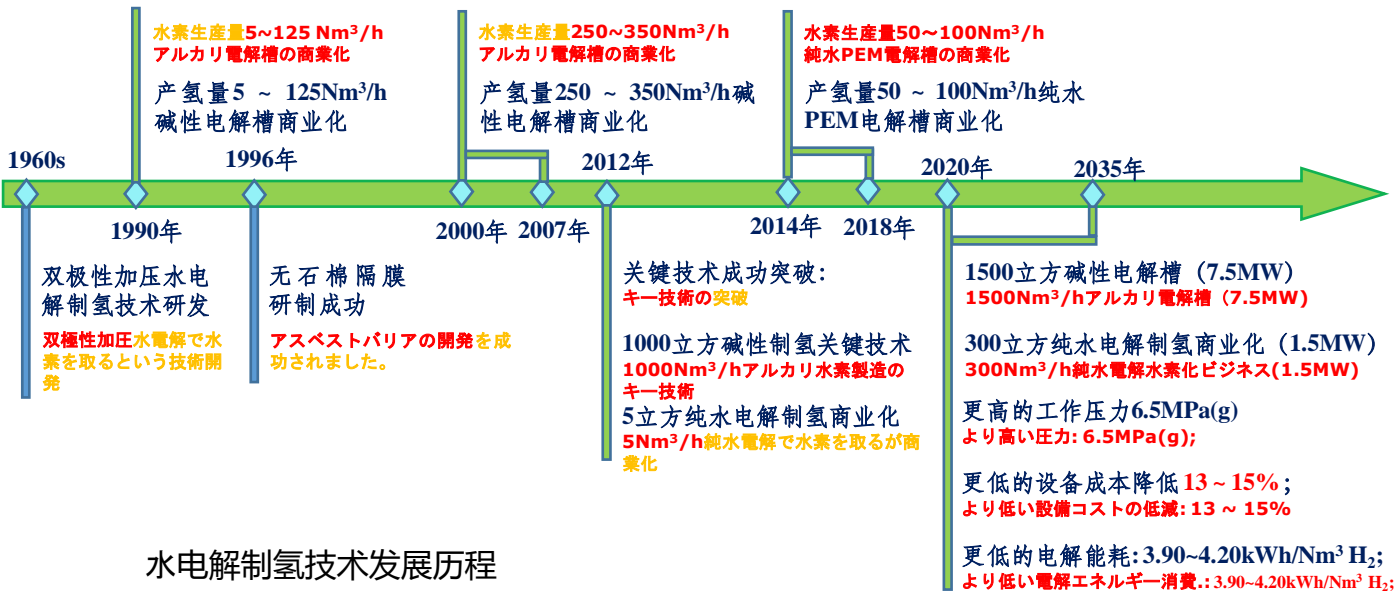 水素生産量5~125 Nm³/h
アルカリ電解槽の商業化
产氢量5 ~ 125Nm³/h
碱性电解槽商业化
水素生産量250~350Nm³/h
アルカリ電解槽の商業化
产氢量250 ~ 350Nm³/h碱
性电解槽商业化
水素生産量50~100Nm³/h
純水PEM電解槽の商業化
产氢量50 ~ 100Nm³/h纯水
PEM电解槽商业化
1960s
1996年
2012年
2020年
2035年
1990年
2000年
2007年
2014年
2018年
双极性加压水电
解制氢技术研发
双極性加圧水電解で水
素を取るという技術開
発
无石棉隔膜
研制成功
アスベストバリアの開発を成
功されました。
关键技术成功突破:
キー技術の突破
1000立方碱性制氢关键技术
1000Nm³/hアルカリ水素製造の
キー技術
5立方纯水电解制氢商业化
5Nm³/h純水電解で水素を取るが商
業化
1500立方碱性电解槽（7.5MW）
1500Nm³/hアルカリ電解槽（7.5MW)
300立方纯水电解制氢商业化（1.5MW）
300Nm³/h純水電解水素化ビジネス(1.5MW)
更高的工作压力6.5MPa(g)
より高い圧力: 6.5MPa(g);
更低的设备成本降低 13 ~ 15%；
より低い設備コストの低減: 13 ~ 15%
更低的电解能耗: 3.90~4.20kWh/Nm³ H₂;
より低い電解エネルギー消費.: 3.90~4.20kWh/Nm³ H₂;
水电解制氢技术发展历程